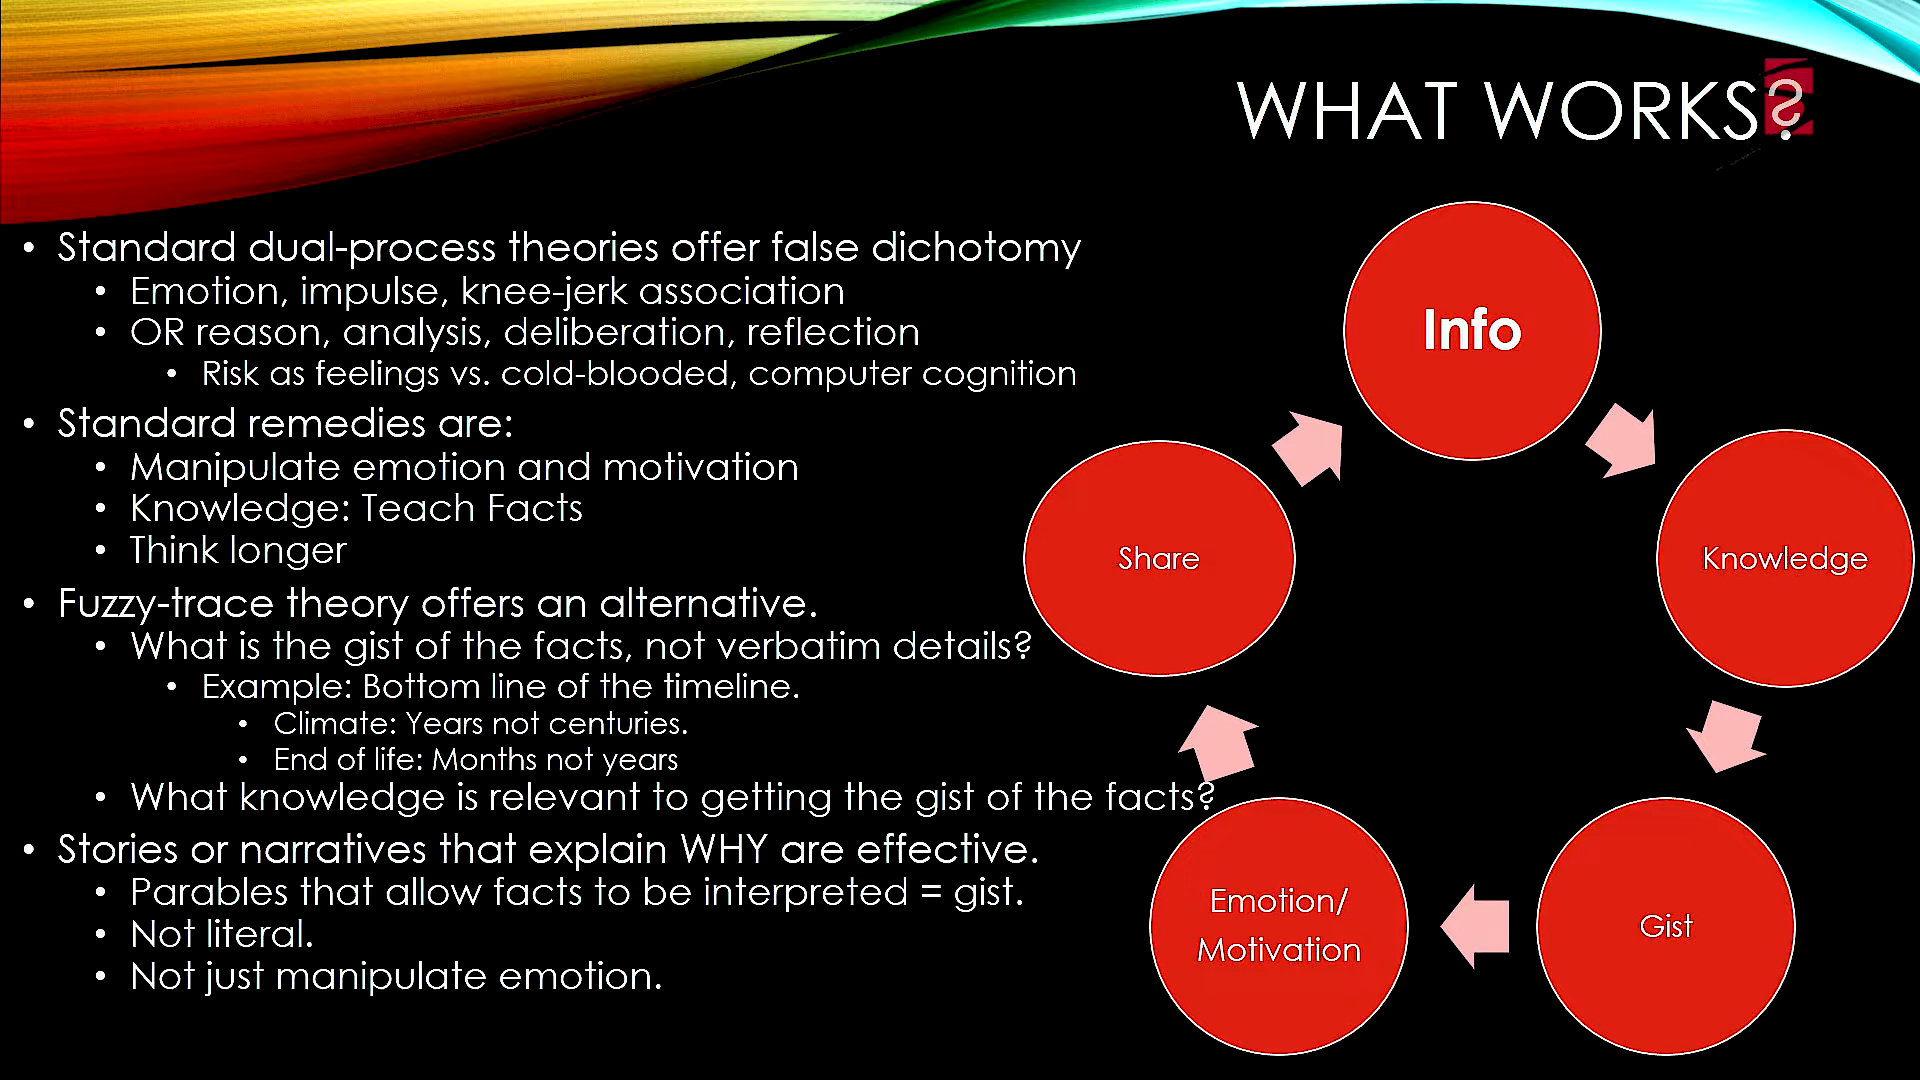 WHAT WORKS?
• Standard dual-process theories offer false dichotomy
• Emotion, impulse, knee-jerk association
• OR reason, analysis, deliberation, reflection
• Risk as feelings vs. cold-blooded, computer cognition
• Standard remedies are:
• Manipulate emotion and motivation
• Knowledge: Teach Facts
• Think longer
• Fuzzy-trace theory offers an alternative.
• What is the gist of the facts, not verbatim details?
• Example: Bottom line of the timeline.
• Climate: Years not centuries.
• End of life: Months not years
• What knowledge is relevant to getting the gist of the facts?
• Stories or narratives that explain WHY are effective.
• Parables that allow facts to be interpreted = gist.
• Not literal.
• Not just manipulate emotion.
Info
Knowledge
Gist
Emotion/
Motivation
Share